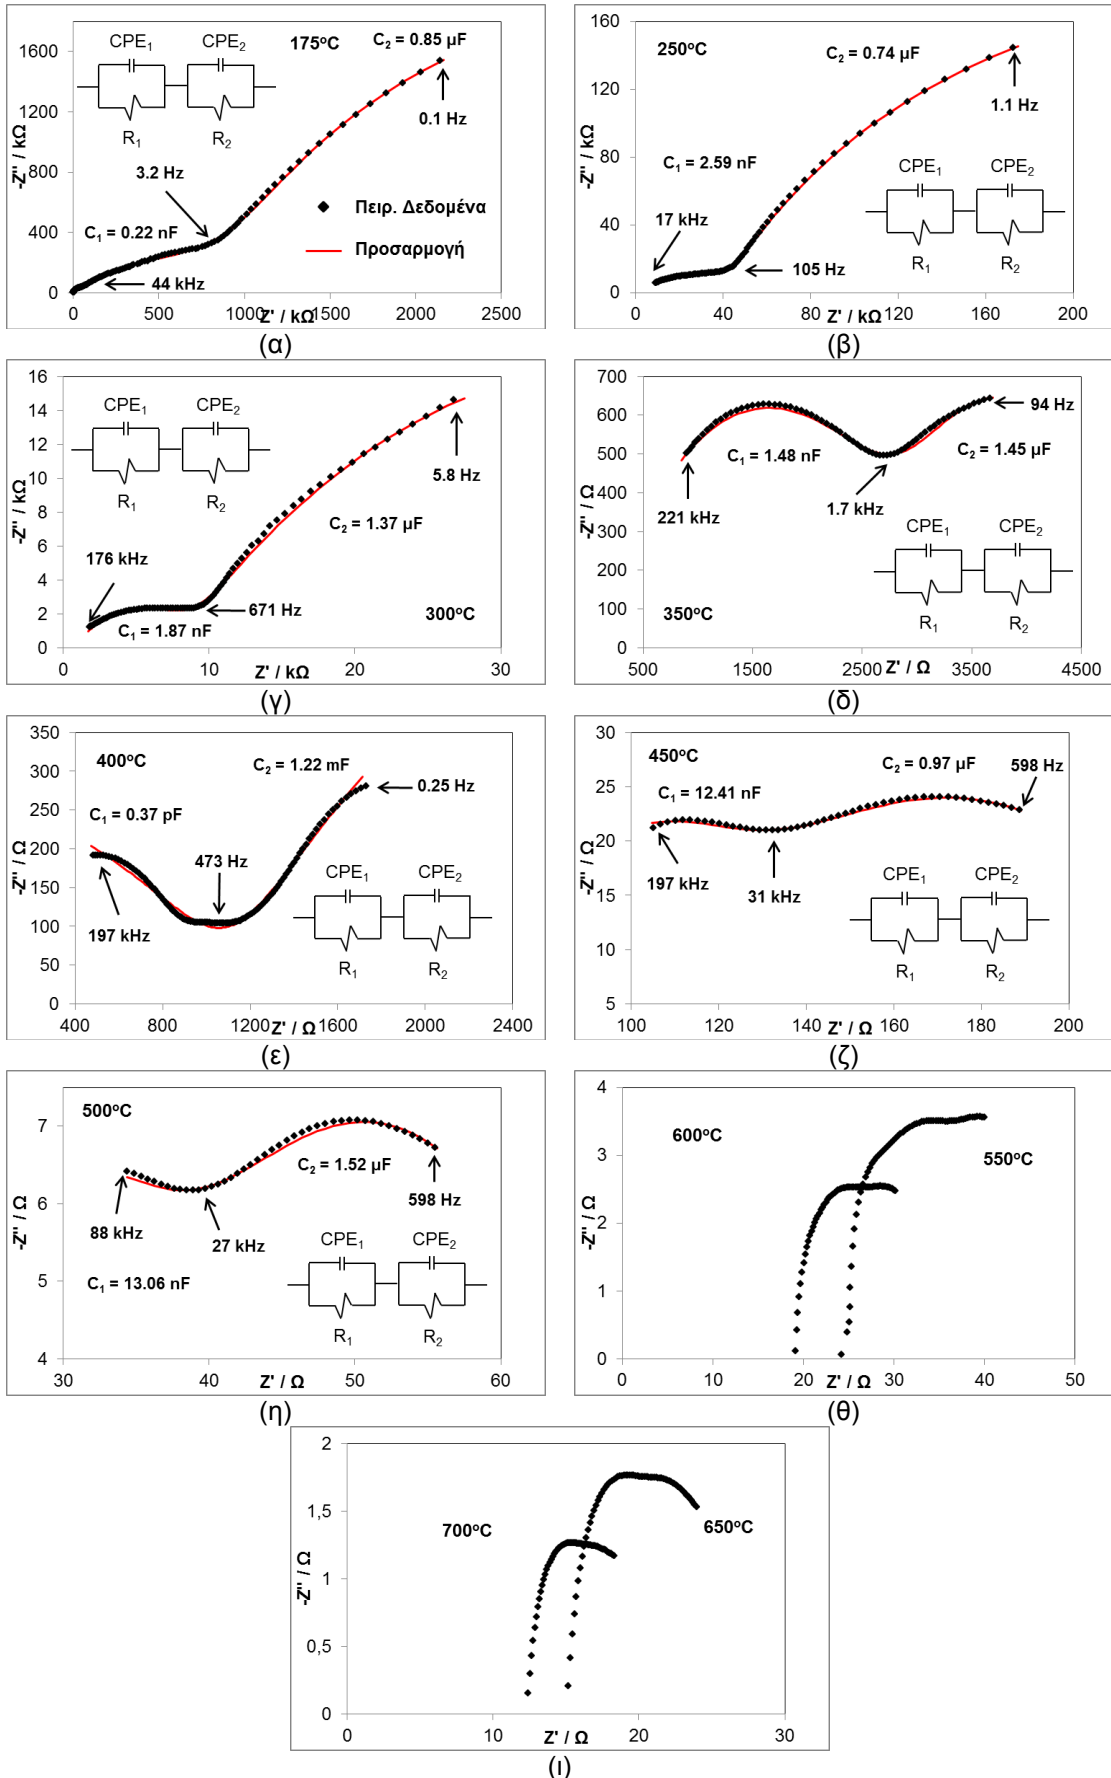 175°C
C₂ = 0.85 μF
CPE₁
CPE₂
R₁
R₂
0.1 Hz
3.2 Hz
C₁ = 0.22 nF
44 kHz
Πειρ. Δεδομένα
Προσαρμογή
-Z'' / kΩ
1600
1200
800
400
0
0
500
1000
1500
2000
2500
Z' / kΩ
(α)
250°C
C₂ = 0.74 μF
1.1 Hz
C₁ = 2.59 nF
CPE₁
CPE₂
R₁
R₂
17 kHz
105 Hz
-Z'' / kΩ
160
120
80
40
0
0
40
80
120
160
200
Z' / kΩ
(β)
CPE₁
CPE₂
R₁
R₂
5.8 Hz
C₂ = 1.37 μF
176 kHz
671 Hz
C₁ = 1.87 nF
300°C
-Z'' / kΩ
16
14
12
10
8
6
4
2
0
0
10
20
30
Z' / kΩ
(γ)
94 Hz
C₁ = 1.48 nF
C₂ = 1.45 μF
221 kHz
1.7 kHz
CPE₁
CPE₂
R₁
R₂
350°C
-Z'' / Ω
700
600
500
400
300
200
100
0
500
1500
2500
3500
4500
Z' / Ω
(δ)
400°C
C₂ = 1.22 mF
0.25 Hz
C₁ = 0.37 pF
473 Hz
197 kHz
CPE₁
CPE₂
R₁
R₂
-Z'' / Ω
350
300
250
200
150
100
50
0
400
800
1200
1600
2000
2400
Z' / Ω
(ε)
450°C
C₂ = 0.97 μF
598 Hz
C₁ = 12.41 nF
197 kHz
31 kHz
CPE₁
CPE₂
R₁
R₂
-Z'' / Ω
30
25
20
15
10
5
100
120
140
160
180
200
Z' / Ω
(ζ)
500°C
C₂ = 1.52 μF
598 Hz
88 kHz
27 kHz
C₁ = 13.06 nF
CPE₁
CPE₂
R₁
R₂
-Z'' / Ω
7
6
5
4
30
40
50
60
Z' / Ω
(η)
600°C
550°C
-Z'' / Ω
4
3
2
1
0
0
10
20
30
40
50
Z' / Ω
(θ)
700°C
650°C
-Z'' / Ω
2
1,5
1
0,5
0
0
10
20
30
Z' / Ω
(ι)